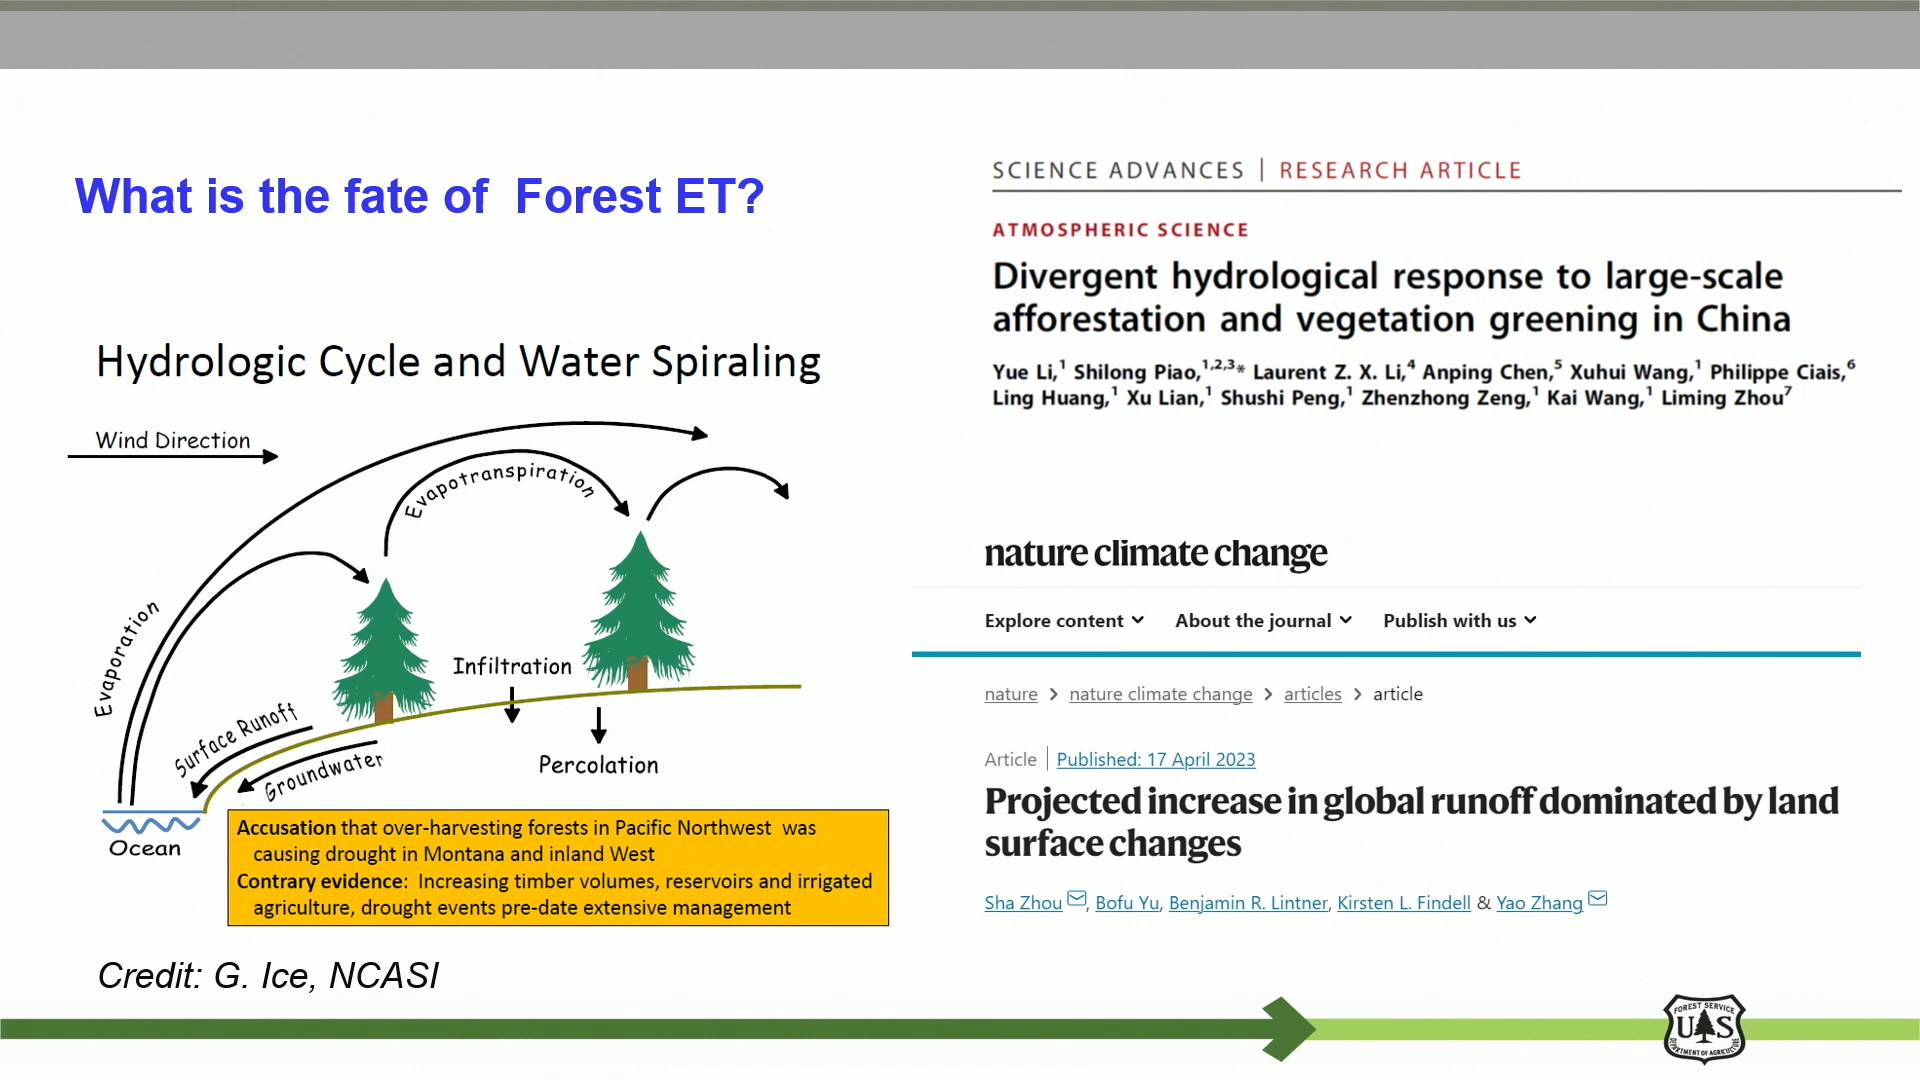 What is the fate of  Forest ET?
Hydrologic Cycle and Water Spiraling
Wind Direction
Evapotranspiration
Evaporation
Infiltration
Surface Runoff
Groundwater
Percolation
Ocean
Accusation that over-harvesting forests in Pacific Northwest  was
causing drought in Montana and inland West
Contrary evidence:  Increasing timber volumes, reservoirs and irrigated
agriculture, drought events pre-date extensive management
Credit: G. Ice, NCASI
SCIENCE ADVANCES | RESEARCH ARTICLE
ATMOSPHERIC SCIENCE
Divergent hydrological response to large-scale
afforestation and vegetation greening in China
Yue Li,¹ Shilong Piao,¹,²,³* Laurent Z. X. Li,⁴ Anping Chen,⁵ Xuhui Wang,¹ Philippe Ciais,⁶
Ling Huang,¹ Xu Lian,¹ Shushi Peng,¹ Zhenzhong Zeng,¹ Kai Wang,¹ Liming Zhou⁷
nature climate change
Explore content About the journal Publish with us
nature > nature climate change > articles > article
Article | Published: 17 April 2023
Projected increase in global runoff dominated by land
surface changes
Sha Zhou, Bofu Yu, Benjamin R. Lintner, Kirsten L. Findell & Yao Zhang
FOREST SERVICE
U S
DEPARTMENT OF AGRICULTURE